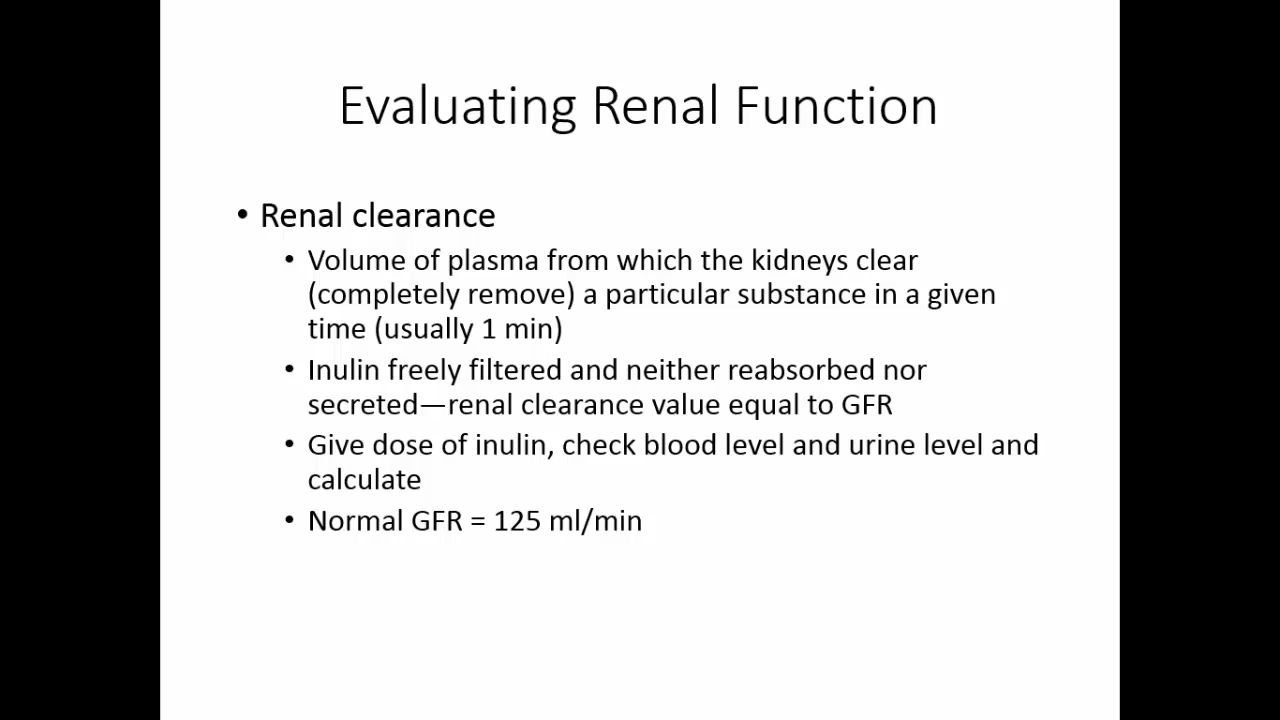 Evaluating Renal Function
• Renal clearance
• Volume of plasma from which the kidneys clear
(completely remove) a particular substance in a given
time (usually 1 min)
• Inulin freely filtered and neither reabsorbed nor
secreted—renal clearance value equal to GFR
• Give dose of inulin, check blood level and urine level and
calculate
• Normal GFR = 125 ml/min